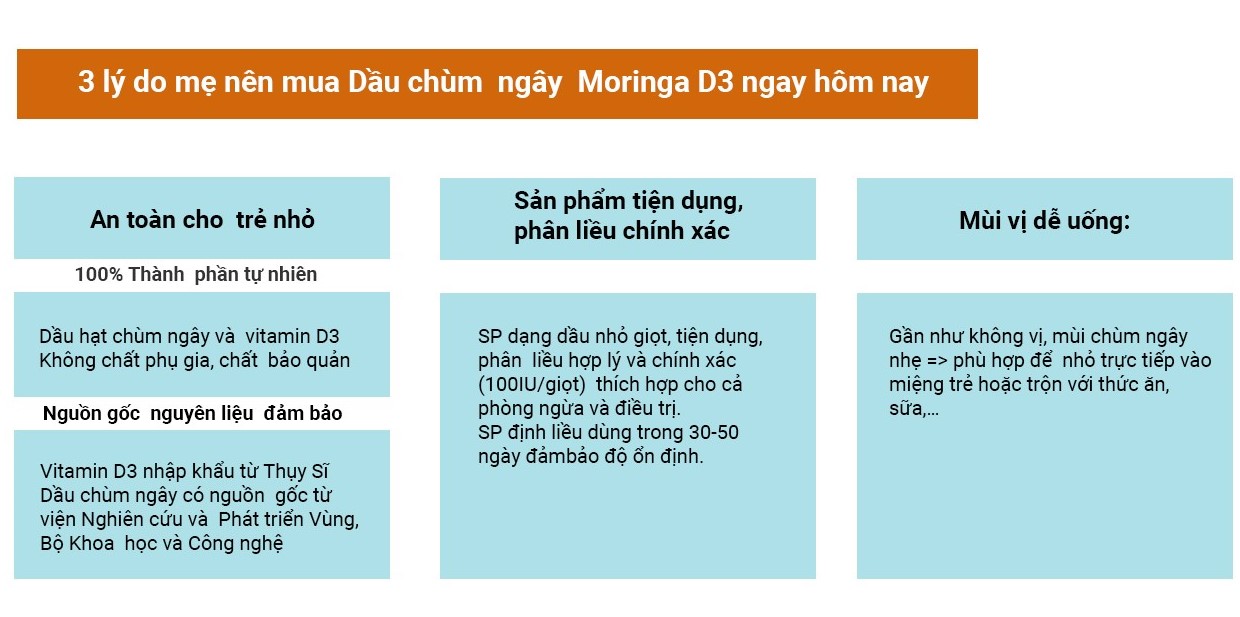 3 lý do mẹ nên mua Dầu chùm ngây Moringa D3 ngay hôm nay
An toàn cho trẻ nhỏ
100% Thành phần tự nhiên
Dầu hạt chùm ngây và vitamin D3
Không chất phụ gia, chất bảo quản
Nguồn gốc nguyên liệu đảm bảo
Vitamin D3 nhập khẩu từ Thụy Sĩ
Dầu chùm ngây có nguồn gốc từ
viện Nghiên cứu và Phát triển Vùng,
Bộ Khoa học và Công nghệ
Sản phẩm tiện dụng,
phân liều chính xác
SP dạng dầu nhỏ giọt, tiện dụng,
phân liều hợp lý và chính xác
(100IU/giọt) thích hợp cho cả
phòng ngừa và điều trị.
SP định liều dùng trong 30-50
ngày đảmbảo độ ổn định.
Mùi vị dễ uống:
Gần như không vị, mùi chùm ngây
nhẹ => phù hợp để nhỏ trực tiếp vào
miệng trẻ hoặc trộn với thức ăn,
sữa,...